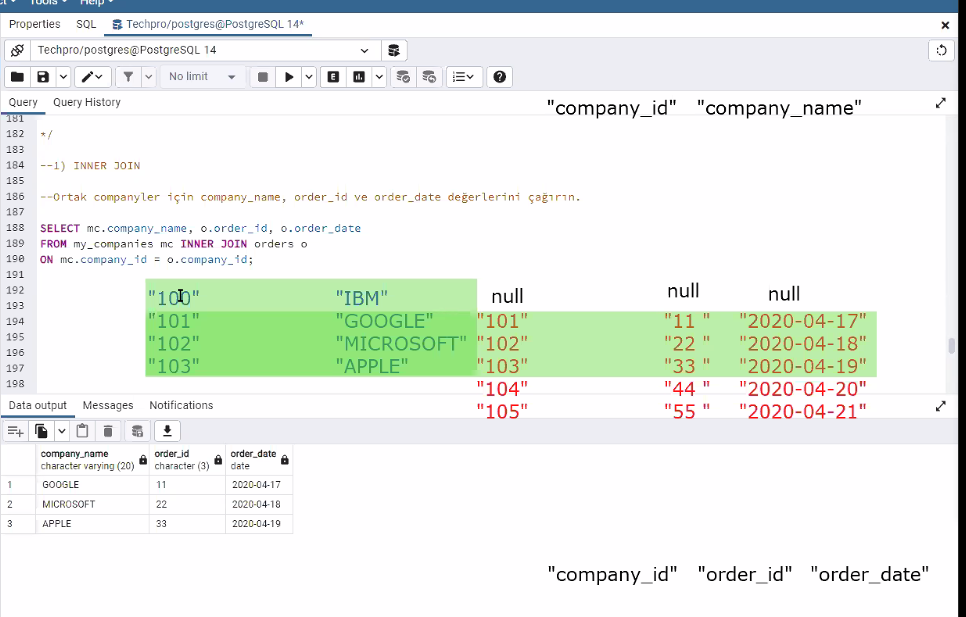 Tools Help
Properties SQL Techpro/postgres@PostgreSQL 14*
Techpro/postgres@PostgreSQL 14
No limit
Query Query History
"company_id" "company_name"
181
182 */
183
184 --1) INNER JOIN
185
186 --Ortak companyler için company_name, order_id ve order_date değerlerini çağırın.
187
188 SELECT mc.company_name, o.order_id, o.order_date
189 FROM my_companies mc INNER JOIN orders o
190 ON mc.company_id = o.company_id;
191
192
193
194
195
196
197
198
"100" "IBM" null null null
"101" "GOOGLE" "101" "11 " "2020-04-17"
"102" "MICROSOFT" "102" "22 " "2020-04-18"
"103" "APPLE" "103" "33 " "2020-04-19"
"104" "44 " "2020-04-20"
"105" "55 " "2020-04-21"
Data output Messages Notifications
company_name order_id order_date
character varying (20) character (3) date
1 GOOGLE 11 2020-04-17
2 MICROSOFT 22 2020-04-18
3 APPLE 33 2020-04-19
"company_id" "order_id" "order_date"